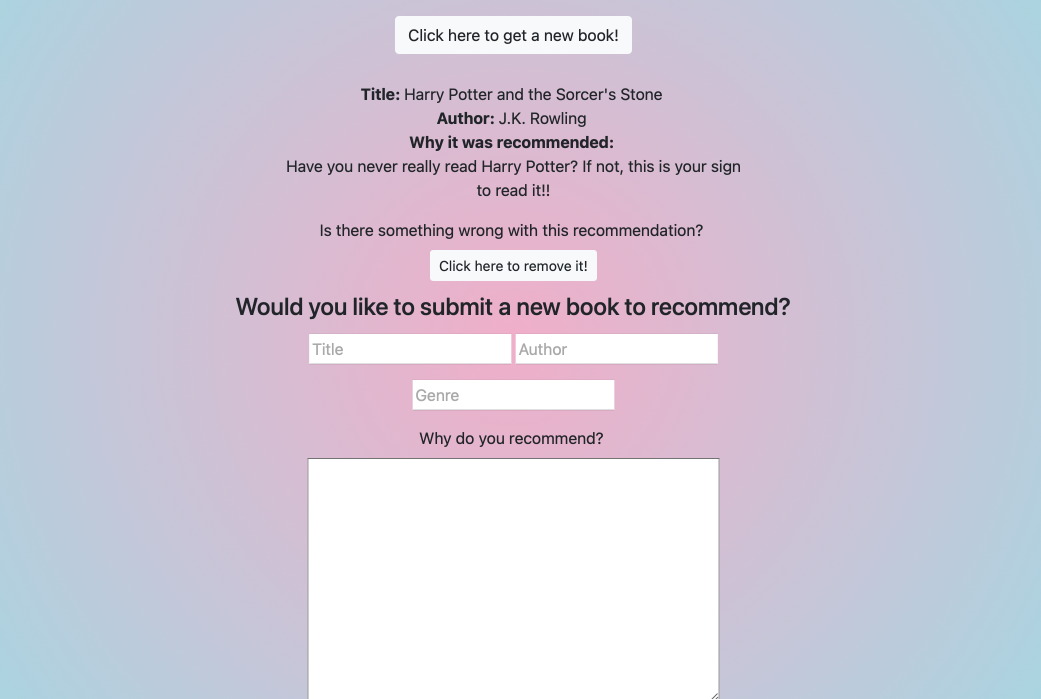 Click here to get a new book!
Title: Harry Potter and the Sorcer's Stone
Author: J.K. Rowling
Why it was recommended:
Have you never really read Harry Potter? If not, this is your sign
to read it!!
Is there something wrong with this recommendation?
Click here to remove it!
Would you like to submit a new book to recommend?
Title Author
Genre
Why do you recommend?